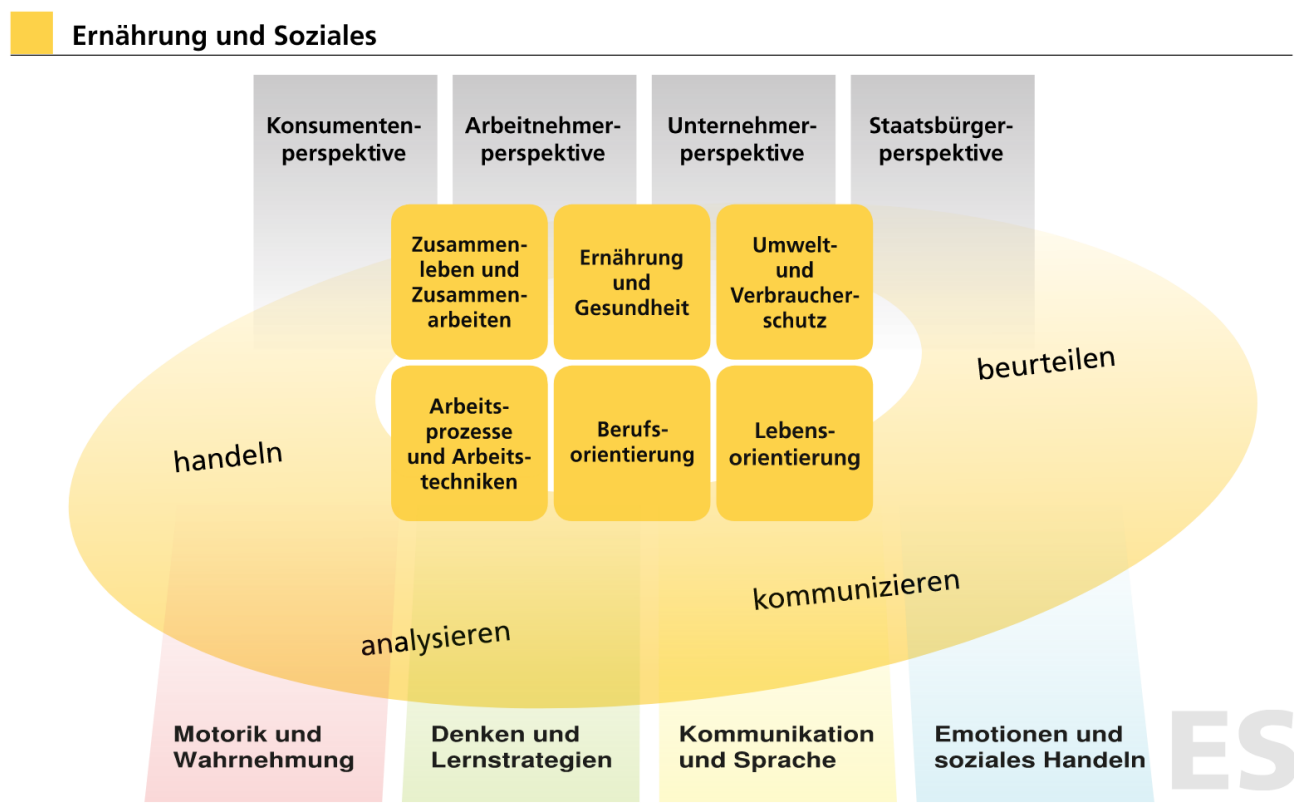 Ernährung und Soziales
Konsumenten-
perspektive
Arbeitnehmer-
perspektive
Unternehmer-
perspektive
Staatsbürger-
perspektive
Zusammen-
leben und
Zusammen-
arbeiten
Ernährung
und
Gesundheit
Umwelt-
und
Verbraucher-
schutz
Arbeits-
prozesse
und Arbeits-
techniken
Berufs-
orientierung
Lebens-
orientierung
beurteilen
handeln
kommunizieren
analysieren
Motorik und
Wahrnehmung
Denken und
Lernstrategien
Kommunikation
und Sprache
Emotionen und
soziales Handeln
ES